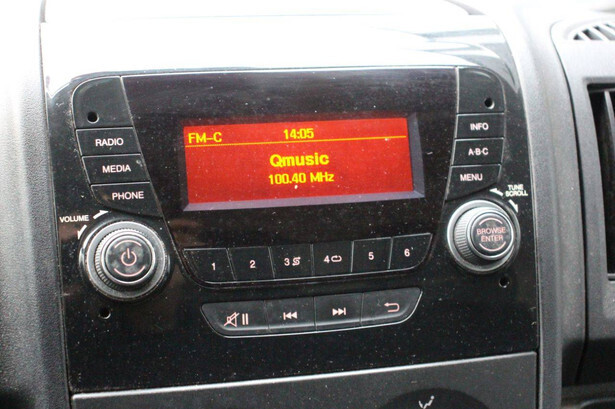 FM-C 14:05
Qmusic
100.40 MHz
RADIO
MEDIA
PHONE
VOLUME
INFO
A·B·C
MENU
TUNE
SCROLL
BROWSE
ENTER
1 2 3 4 5 6